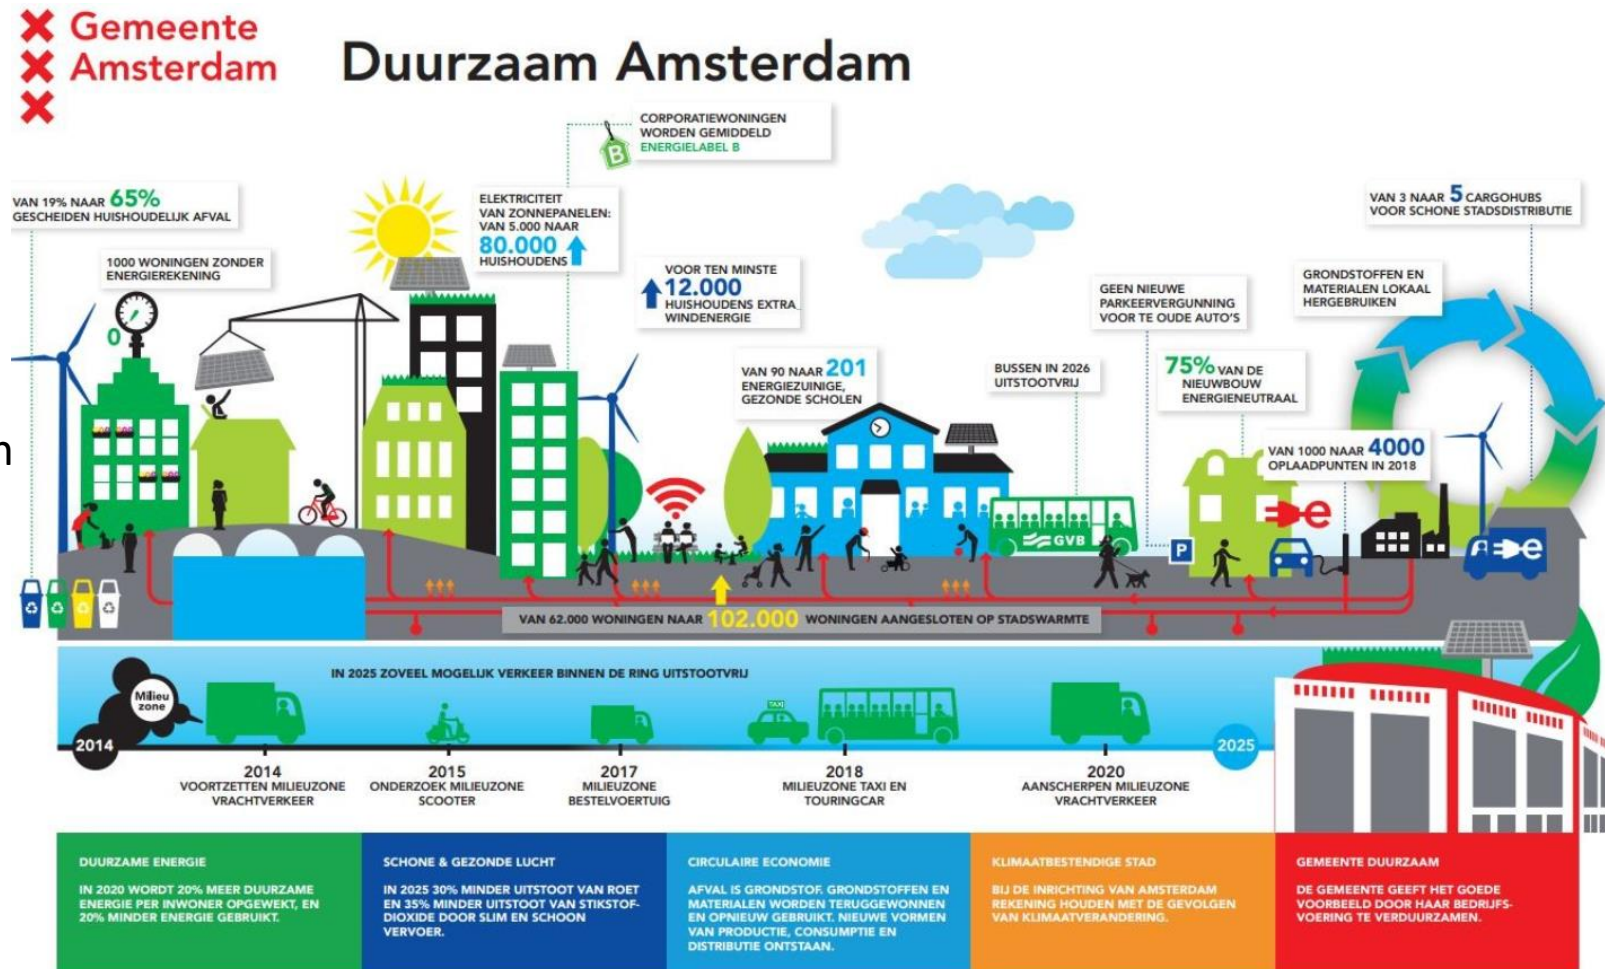 Gemeente
Amsterdam
Duurzaam Amsterdam
CORPORATIEWONINGEN
WORDEN GEMIDDELD
ENERGIELABEL B
B
VAN 19% NAAR 65%
GESCHEIDEN HUISHOUDELIJK AFVAL
1000 WONINGEN ZONDER
ENERGIEREKENING
0
ELEKTRICITEIT
VAN ZONNEPANELEN:
VAN 5.000 NAAR
80.000
HUISHOUDENS
VOOR TEN MINSTE
12.000
HUISHOUDENS EXTRA
WINDENERGIE
VAN 90 NAAR 201
ENERGIEZUINIGE,
GEZONDE SCHOLEN
BUSSEN IN 2026
UITSTOOTVRIJ
GEEN NIEUWE
PARKEERVERGUNNING
VOOR TE OUDE AUTO'S
75% VAN DE
NIEUWBOUW
ENERGIENEUTRAAL
VAN 3 NAAR 5 CARGOHUBS
VOOR SCHONE STADSDISTRIBUTIE
GRONDSTOFFEN EN
MATERIALEN LOKAAL
HERGEBRUIKEN
VAN 1000 NAAR 4000
OPLAADPUNTEN IN 2018
n
GVB
P
e
e
VAN 62.000 WONINGEN NAAR 102.000 WONINGEN AANGESLOTEN OP STADSWARMTE
IN 2025 ZOVEEL MOGELIJK VERKEER BINNEN DE RING UITSTOOTVRIJ
Milieu
zone
TAXI
2014
2025
2014
VOORTZETTEN MILIEUZONE
VRACHTVERKEER
2015
ONDERZOEK MILIEUZONE
SCOOTER
2017
MILIEUZONE
BESTELVOERTUIG
2018
MILIEUZONE TAXI EN
TOURINGCAR
2020
AANSCHERPEN MILIEUZONE
VRACHTVERKEER
DUURZAME ENERGIE
IN 2020 WORDT 20% MEER DUURZAME
ENERGIE PER INWONER OPGEWEKT, EN
20% MINDER ENERGIE GEBRUIKT.
SCHONE & GEZONDE LUCHT
IN 2025 30% MINDER UITSTOOT VAN ROET
EN 35% MINDER UITSTOOT VAN STIKSTOF-
DIOXIDE DOOR SLIM EN SCHOON
VERVOER.
CIRCULAIRE ECONOMIE
AFVAL IS GRONDSTOF. GRONDSTOFFEN EN
MATERIALEN WORDEN TERUGGEWONNEN
EN OPNIEUW GEBRUIKT. NIEUWE VORMEN
VAN PRODUCTIE, CONSUMPTIE EN
DISTRIBUTIE ONTSTAAN.
KLIMAATBESTENDIGE STAD
BIJ DE INRICHTING VAN AMSTERDAM
REKENING HOUDEN MET DE GEVOLGEN
VAN KLIMAATVERANDERING.
GEMEENTE DUURZAAM
DE GEMEENTE GEEFT HET GOEDE
VOORBEELD DOOR HAAR BEDRIJFS-
VOERING TE VERDUURZAMEN.